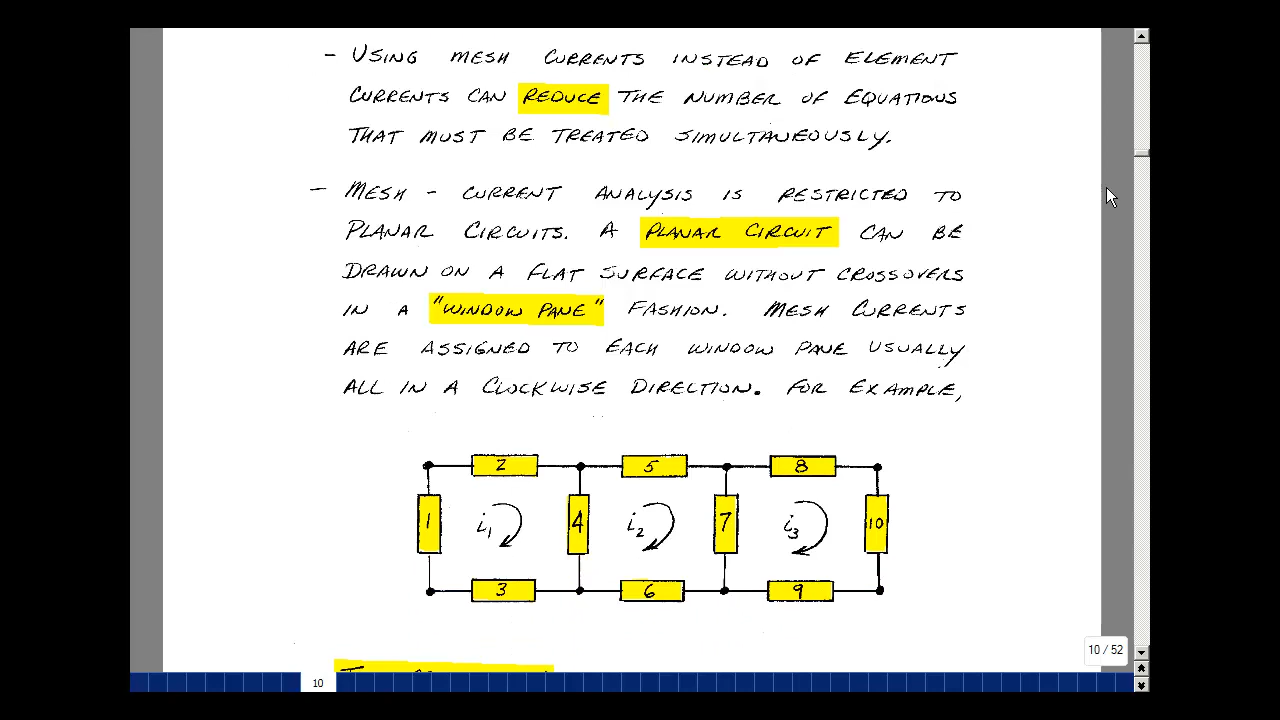 - USING MESH CURRENTS INSTEAD OF ELEMENT
CURRENTS CAN REDUCE THE NUMBER OF EQUATIONS
THAT MUST BE TREATED SIMULTANEOUSLY.
- MESH - CURRENT ANALYSIS IS RESTRICTED TO
PLANAR CIRCUITS. A PLANAR CIRCUIT CAN BE
DRAWN ON A FLAT SURFACE WITHOUT CROSSOVERS
IN A "WINDOW PANE" FASHION. MESH CURRENTS
ARE ASSIGNED TO EACH WINDOW PANE USUALLY
ALL IN A CLOCKWISE DIRECTION. FOR EXAMPLE,
2 5 8
1 i1 4 i2 7 i3 10
3 6 9
10 / 52
10